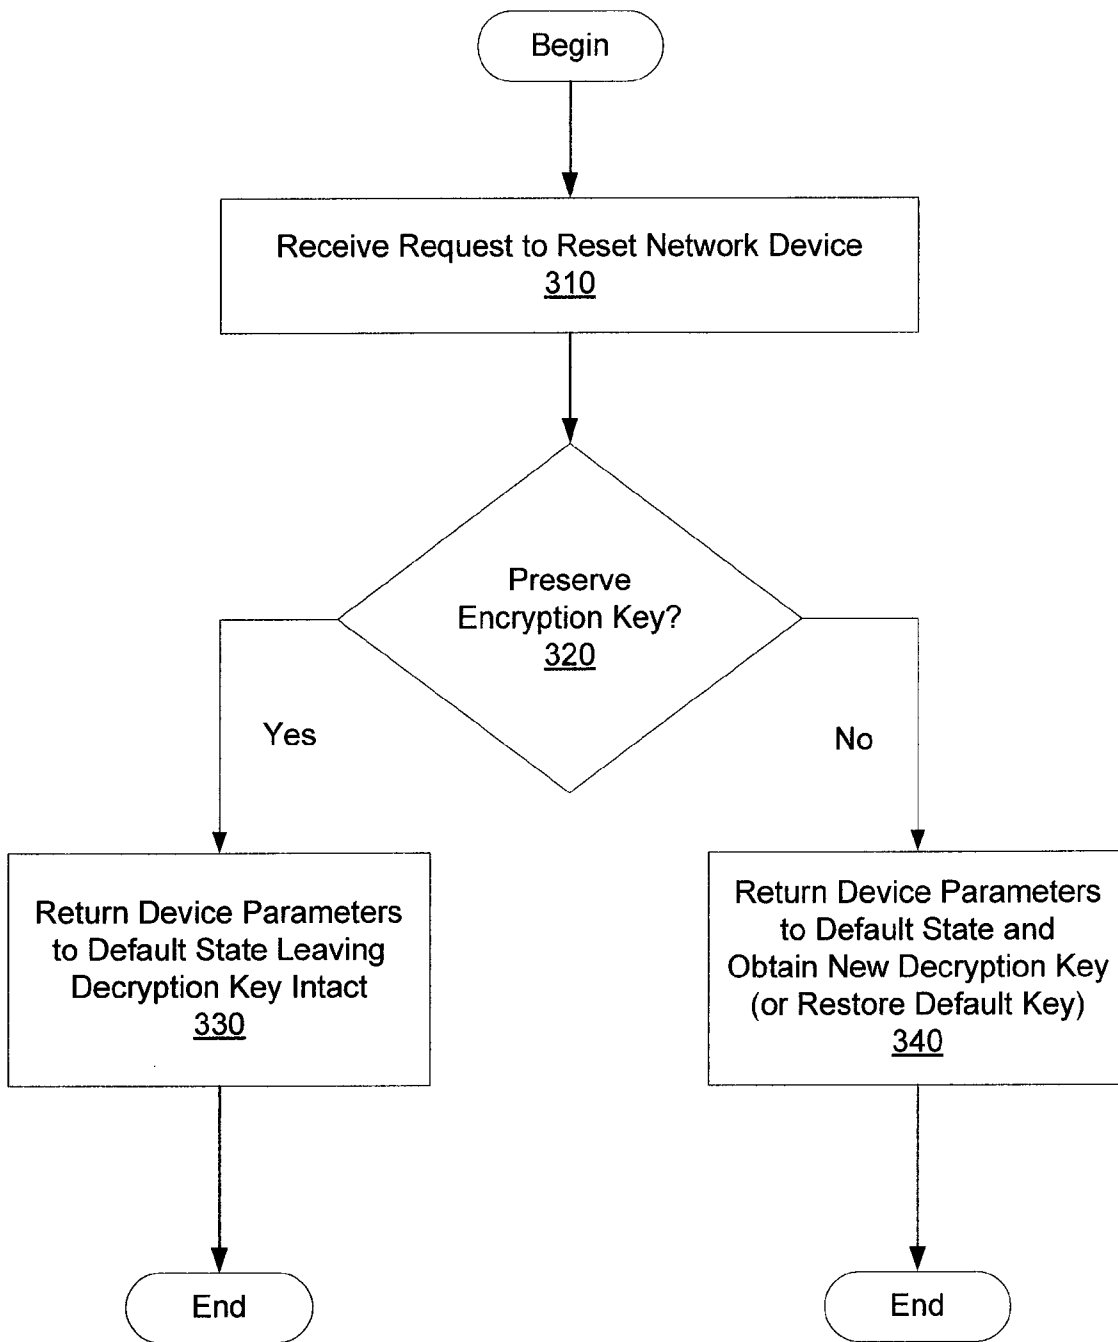 Begin
Receive Request to Reset Network Device
310
Preserve
Encryption Key?
320
Yes
No
Return Device Parameters
to Default State Leaving
Decryption Key Intact
330
Return Device Parameters
to Default State and
Obtain New Decryption Key
(or Restore Default Key)
340
End
End